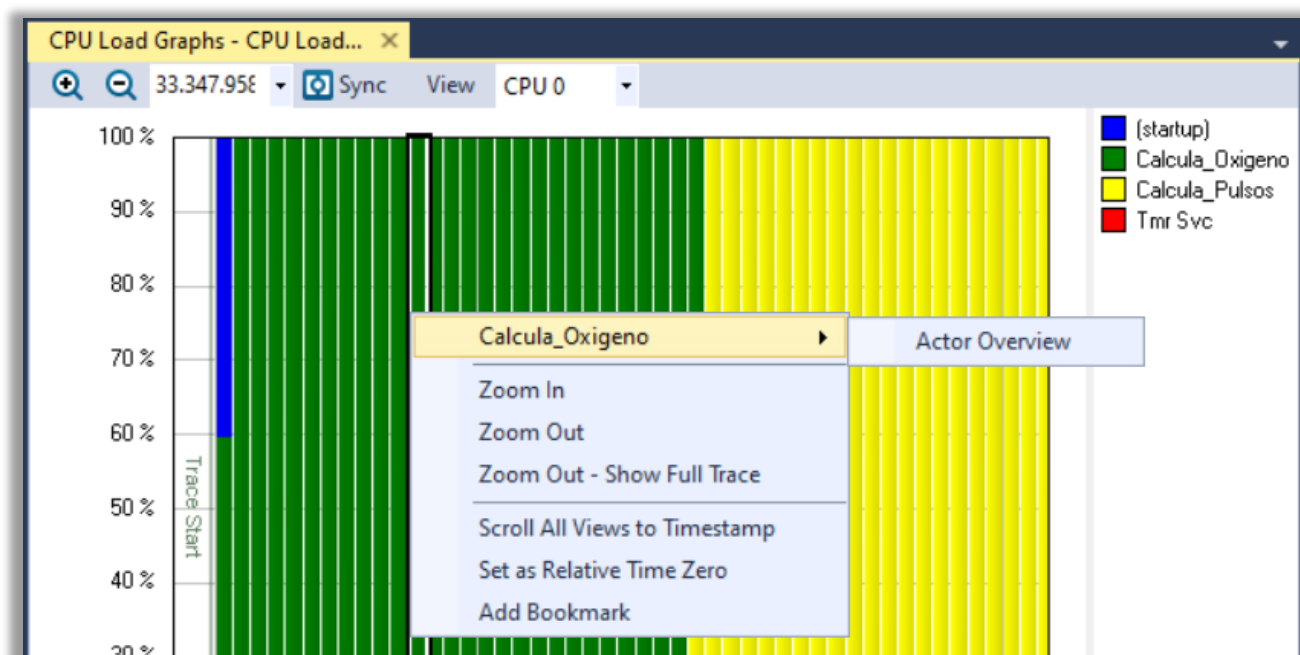 CPU Load Graphs - CPU Load...
33.347.958 Sync View CPU 0
100 %
90 %
80 %
70 %
60 %
50 %
40 %
30 %
Trace Start
(startup)
Calcula_Oxigeno
Calcula_Pulsos
Tmr Svc
Calcula_Oxigeno
Actor Overview
Zoom In
Zoom Out
Zoom Out - Show Full Trace
Scroll All Views to Timestamp
Set as Relative Time Zero
Add Bookmark